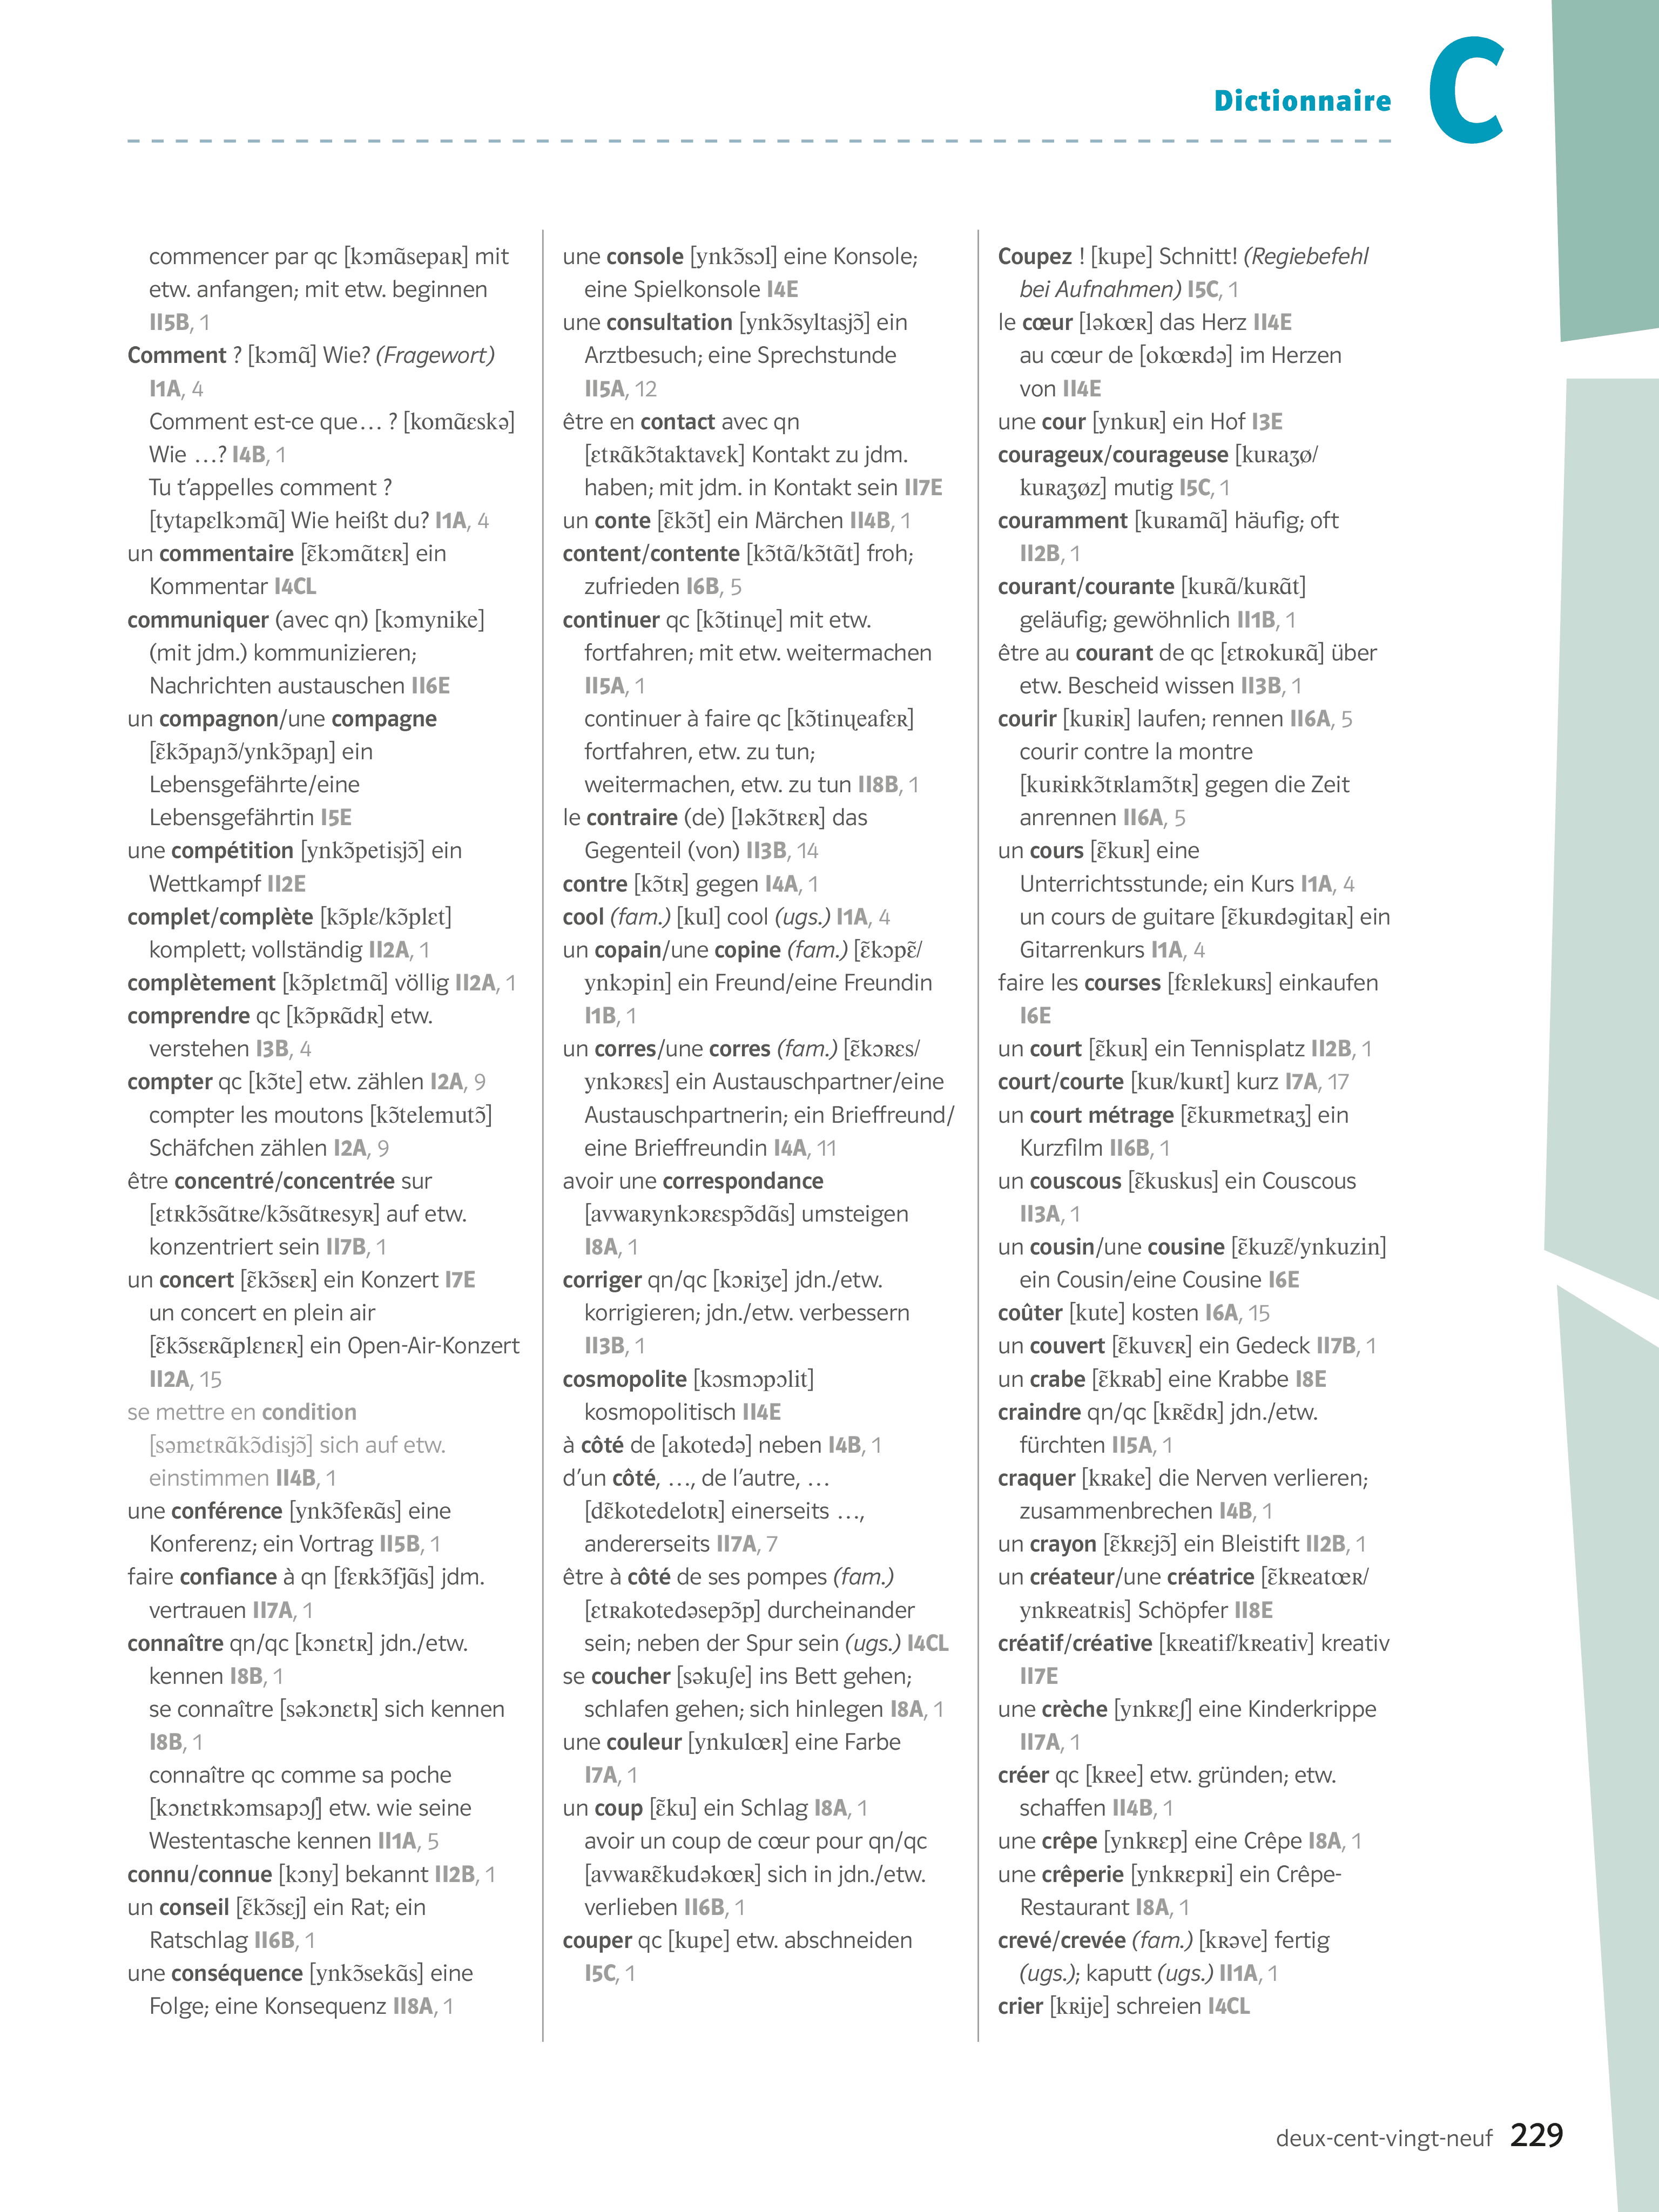 Dictionnaire
C
commencer par qc [kɔmɑ̃sepaʀ] mit
etw. anfangen; mit etw. beginnen
II5B, 1
Comment ? [kɔmɑ̃] Wie? (Fragewort)
I1A, 4
Comment est-ce que… ? [komɑ̃ɛskə]
Wie …? I4B, 1
Tu t’appelles comment ?
[tytapɛlkɔmɑ̃] Wie heißt du? I1A, 4
un commentaire [ɛ̃kɔmɑ̃tɛʀ] ein
Kommentar I4CL
communiquer (avec qn) [kɔmynike]
(mit jdm.) kommunizieren;
Nachrichten austauschen II6E
un compagnon/une compagne
[ɛ̃kɔ̃paɲɔ̃/ynkɔ̃paɲ] ein
Lebensgefährte/eine
Lebensgefährtin I5E
une compétition [ynkɔ̃petisjɔ̃] ein
Wettkampf II2E
complet/complète [kɔ̃plɛ/kɔ̃plɛt]
komplett; vollständig II2A, 1
complètement [kɔ̃plɛtmɑ̃] völlig II2A, 1
comprendre qc [kɔ̃pʀɑ̃dʀ] etw.
verstehen I3B, 4
compter qc [kɔ̃te] etw. zählen I2A, 9
compter les moutons [kɔ̃telemutɔ̃]
Schäfchen zählen I2A, 9
être concentré/concentrée sur
[ɛtʀkɔ̃sɑ̃tʀe/kɔ̃sɑ̃tʀesyʀ] auf etw.
konzentriert sein II7B, 1
un concert [ɛ̃kɔ̃sɛʀ] ein Konzert I7E
un concert en plein air
[ɛ̃kɔ̃sɛʀɑ̃plɛnɛʀ] ein Open-Air-Konzert
II2A, 15
se mettre en condition
[səmɛtʀɑ̃kɔ̃disjɔ̃] sich auf etw.
einstimmen II4B, 1
une conférence [ynkɔ̃feʀɑ̃s] eine
Konferenz; ein Vortrag II5B, 1
faire confiance à qn [fɛʀkɔ̃fjɑ̃s] jdm.
vertrauen II7A, 1
connaître qn/qc [kɔnɛtʀ] jdn./etw.
kennen I8B, 1
se connaître [səkɔnɛtʀ] sich kennen
I8B, 1
connaître qc comme sa poche
[kɔnɛtʀkɔmsapɔʃ] etw. wie seine
Westentasche kennen II1A, 5
connu/connue [kɔny] bekannt II2B, 1
un conseil [ɛ̃kɔ̃sɛj] ein Rat; ein
Ratschlag II6B, 1
une conséquence [ynkɔ̃sekɑ̃s] eine
Folge; eine Konsequenz II8A, 1
une console [ynkɔ̃sɔl] eine Konsole;
eine Spielkonsole I4E
une consultation [ynkɔ̃syltasjɔ̃] ein
Arztbesuch; eine Sprechstunde
II5A, 12
être en contact avec qn
[ɛtʀɑ̃kɔ̃taktavɛk] Kontakt zu jdm.
haben; mit jdm. in Kontakt sein II7E
un conte [ɛ̃kɔ̃t] ein Märchen II4B, 1
content/contente [kɔ̃tɑ̃/kɔ̃tɑ̃t] froh;
zufrieden I6B, 5
continuer qc [kɔ̃tinɥe] mit etw.
fortfahren; mit etw. weitermachen
II5A, 1
continuer à faire qc [kɔ̃tinɥeafɛʀ]
fortfahren, etw. zu tun;
weitermachen, etw. zu tun II8B, 1
le contraire (de) [ləkɔ̃tʀɛʀ] das
Gegenteil (von) II3B, 14
contre [kɔ̃tʀ] gegen I4A, 1
cool (fam.) [kul] cool (ugs.) I1A, 4
un copain/une copine (fam.) [ɛ̃kɔpɛ̃/
ynkɔpin] ein Freund/eine Freundin
I1B, 1
un corres/une corres (fam.) [ɛ̃kɔʀɛs/
ynkɔʀɛs] ein Austauschpartner/eine
Austauschpartnerin; ein Brieffreund/
eine Brieffreundin I4A, 11
avoir une correspondance
[avwaʀynkɔʀɛspɔ̃dɑ̃s] umsteigen
I8A, 1
corriger qn/qc [kɔʀiʒe] jdn./etw.
korrigieren; jdn./etw. verbessern
II3B, 1
cosmopolite [kɔsmɔpɔlit]
kosmopolitisch II4E
à côté de [akotedə] neben I4B, 1
d’un côté, …, de l’autre, …
[dɛ̃kotedelotʀ] einerseits …,
andererseits II7A, 7
être à côté de ses pompes (fam.)
[ɛtʀakotedəsepɔ̃p] durcheinander
sein; neben der Spur sein (ugs.) I4CL
se coucher [səkuʃe] ins Bett gehen;
schlafen gehen; sich hinlegen I8A, 1
une couleur [ynkulœʀ] eine Farbe
I7A, 1
un coup [ɛ̃ku] ein Schlag I8A, 1
avoir un coup de cœur pour qn/qc
[avwaʀɛ̃kudəkœʀ] sich in jdn./etw.
verlieben II6B, 1
couper qc [kupe] etw. abschneiden
I5C, 1
Coupez ! [kupe] Schnitt! (Regiebefehl
bei Aufnahmen) I5C, 1
le cœur [ləkœʀ] das Herz II4E
au cœur de [okœʀdə] im Herzen
von II4E
une cour [ynkuʀ] ein Hof I3E
courageux/courageuse [kuʀaʒø/
kuʀaʒøz] mutig I5C, 1
couramment [kuʀamɑ̃] häufig; oft
II2B, 1
courant/courante [kuʀɑ̃/kuʀɑ̃t]
geläufig; gewöhnlich II1B, 1
être au courant de qc [ɛtʀokuʀɑ̃] über
etw. Bescheid wissen II3B, 1
courir [kuʀiʀ] laufen; rennen II6A, 5
courir contre la montre
[kuʀiʀkɔ̃tʀlamɔ̃tʀ] gegen die Zeit
anrennen II6A, 5
un cours [ɛ̃kuʀ] eine
Unterrichtsstunde; ein Kurs I1A, 4
un cours de guitare [ɛ̃kuʀdəgitaʀ] ein
Gitarrenkurs I1A, 4
faire les courses [fɛʀlekuʀs] einkaufen
I6E
un court [ɛ̃kuʀ] ein Tennisplatz II2B, 1
court/courte [kuʀ/kuʀt] kurz I7A, 17
un court métrage [ɛ̃kuʀmetʀaʒ] ein
Kurzfilm II6B, 1
un couscous [ɛ̃kuskus] ein Couscous
II3A, 1
un cousin/une cousine [ɛ̃kuzɛ̃/ynkuzin]
ein Cousin/eine Cousine I6E
coûter [kute] kosten I6A, 15
un couvert [ɛ̃kuvɛʀ] ein Gedeck II7B, 1
un crabe [ɛ̃kʀab] eine Krabbe I8E
craindre qn/qc [kʀɛ̃dʀ] jdn./etw.
fürchten II5A, 1
craquer [kʀake] die Nerven verlieren;
zusammenbrechen I4B, 1
un crayon [ɛ̃kʀɛjɔ̃] ein Bleistift II2B, 1
un créateur/une créatrice [ɛ̃kʀeatœʀ/
ynkʀeatʀis] Schöpfer II8E
créatif/créative [kʀeatif/kʀeativ] kreativ
II7E
une crèche [ynkʀɛʃ] eine Kinderkrippe
II7A, 1
créer qc [kʀee] etw. gründen; etw.
schaffen II4B, 1
une crêpe [ynkʀɛp] eine Crêpe I8A, 1
une crêperie [ynkʀɛpʀi] ein Crêpe-
Restaurant I8A, 1
crevé/crevée (fam.) [kʀəve] fertig
(ugs.); kaputt (ugs.) II1A, 1
crier [kʀije] schreien I4CL
deux-cent-vingt-neuf 229